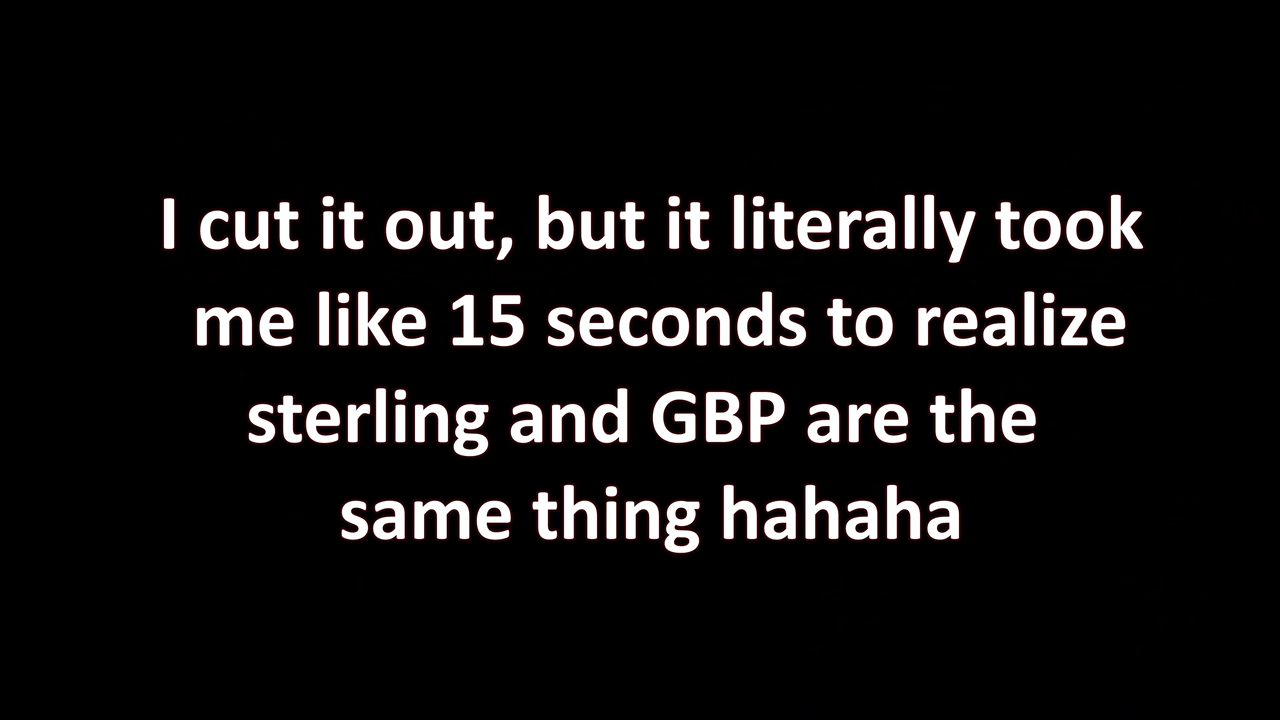 I cut it out, but it literally took
me like 15 seconds to realize
sterling and GBP are the
same thing hahaha